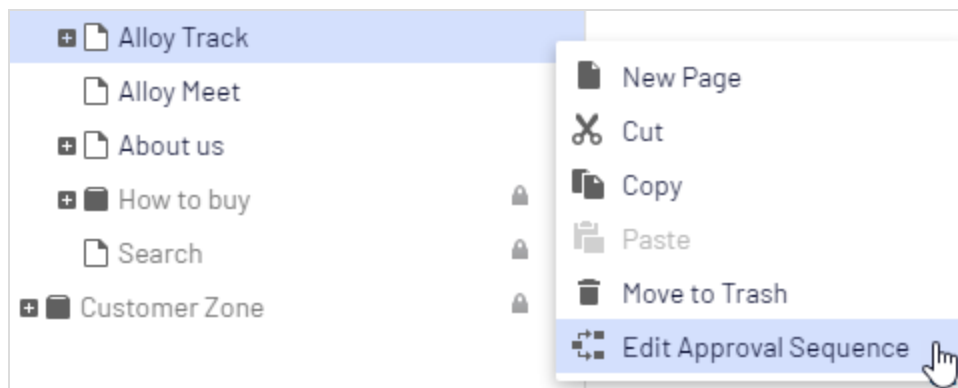 Alloy Track
Alloy Meet
About us
How to buy
Search
Customer Zone
New Page
Cut
Copy
Paste
Move to Trash
Edit Approval Sequence